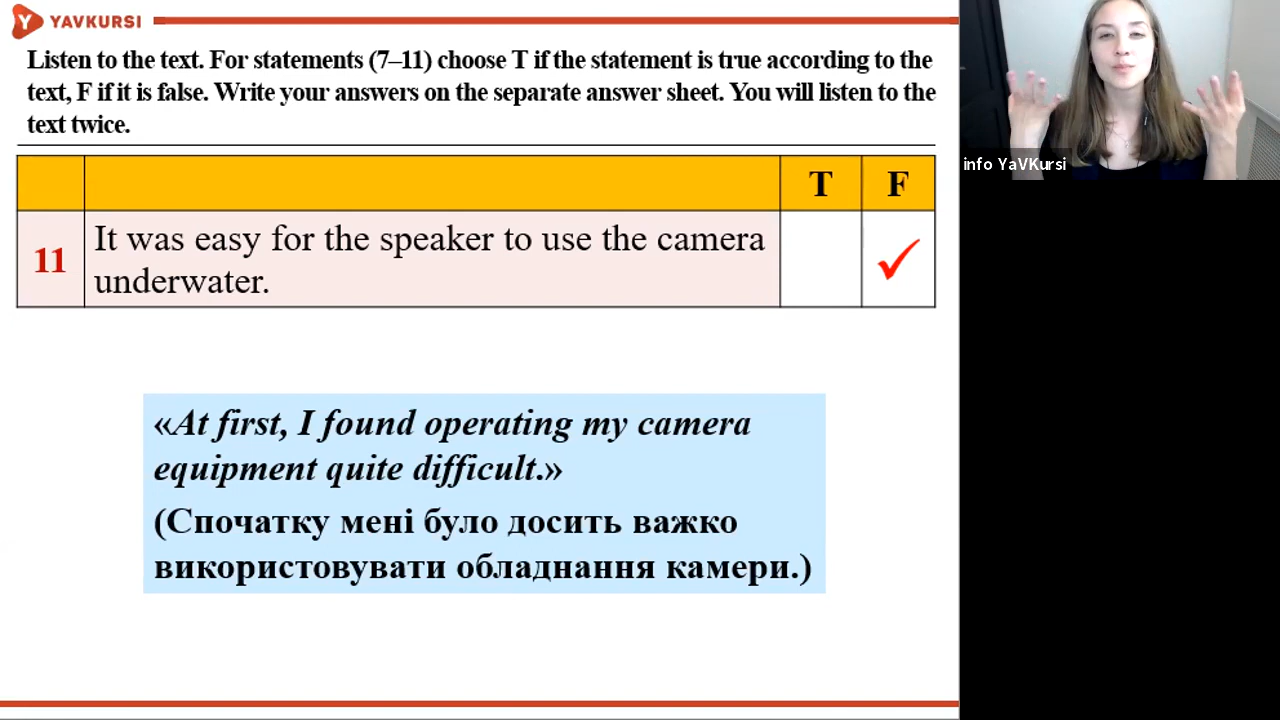 YAVKURSI
Listen to the text. For statements (7–11) choose T if the statement is true according to the
text, F if it is false. Write your answers on the separate answer sheet. You will listen to the
text twice.
T F
11 It was easy for the speaker to use the camera
underwater.
«At first, I found operating my camera
equipment quite difficult.»
(Спочатку мені було досить важко
використовувати обладнання камери.)
info YaVKursi